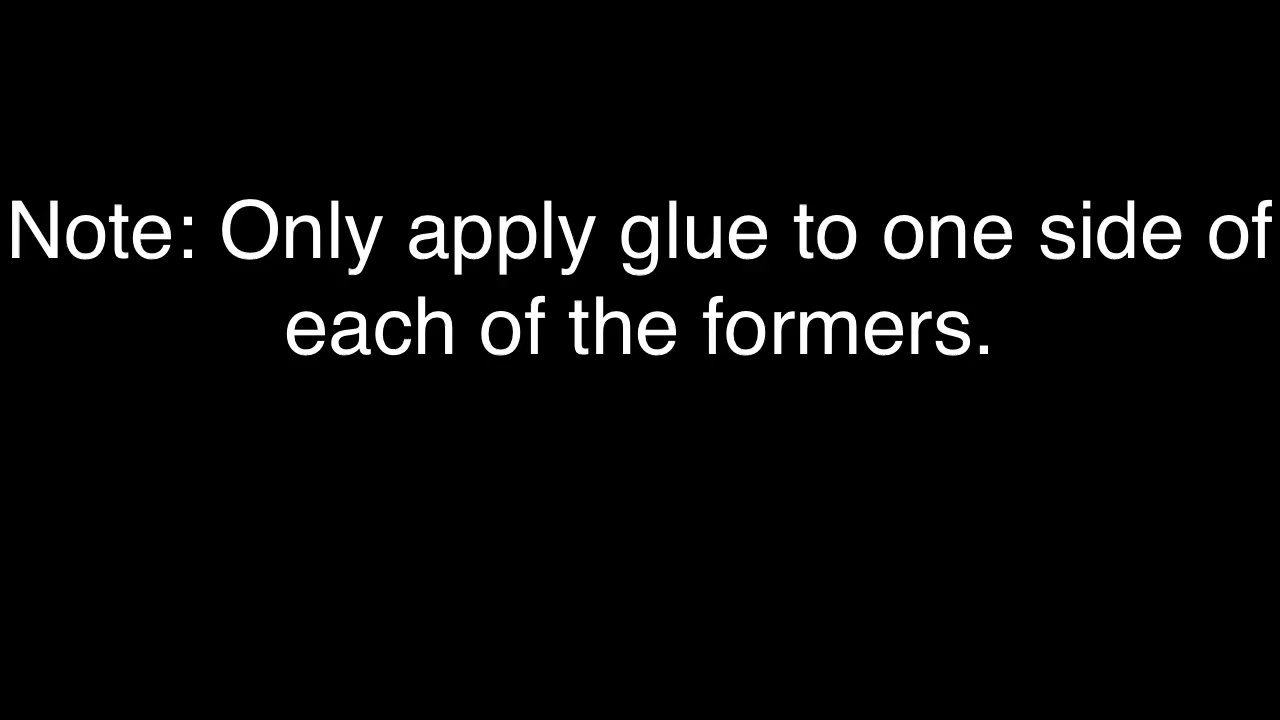 Note: Only apply glue to one side of
each of the formers.